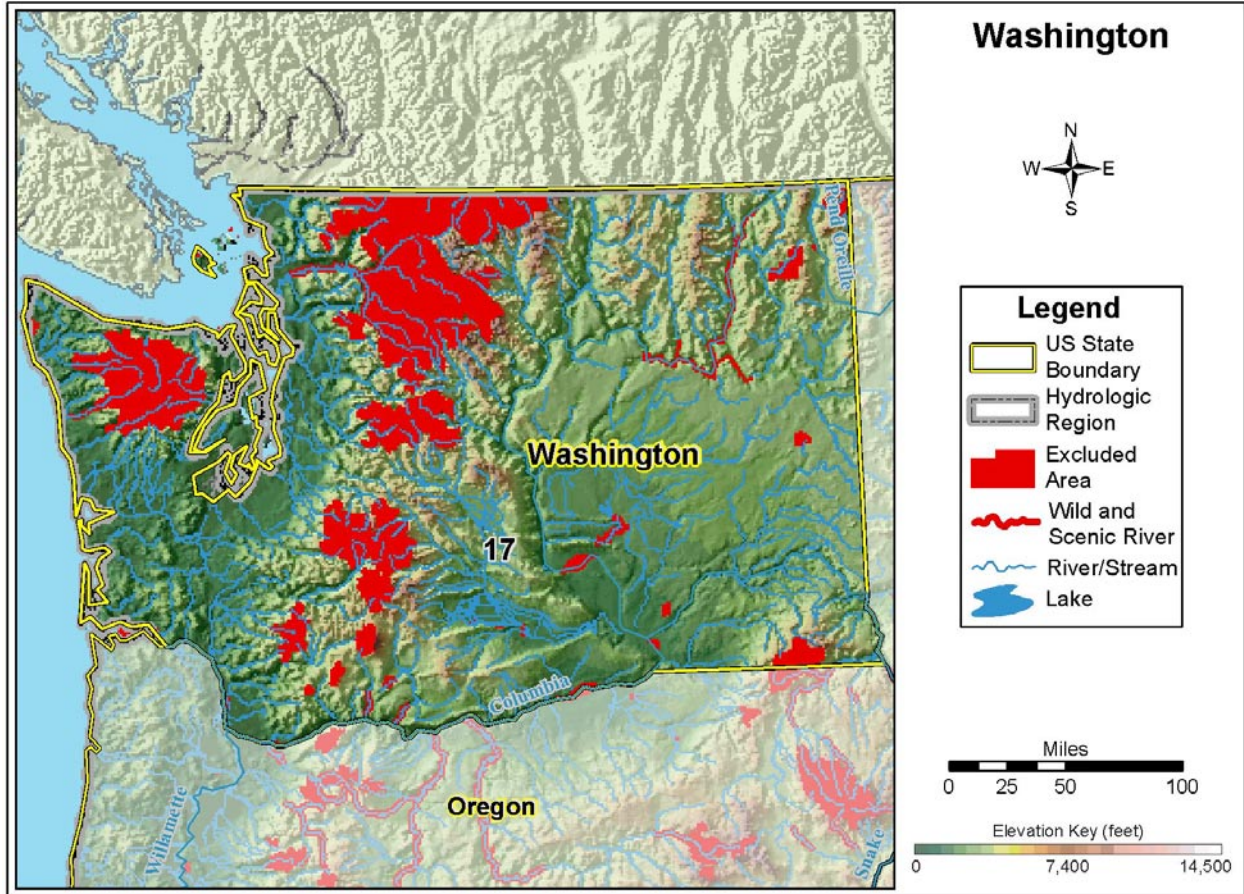 Washington
N
W E
S
Pend Oreille
Washington
17
Columbia
Oregon
Willamette
Snake
Legend
US State
Boundary
Hydrologic
Region
Excluded
Area
Wild and
Scenic River
River/Stream
Lake
Miles
0 25 50 100
Elevation Key (feet)
0 7,400 14,500